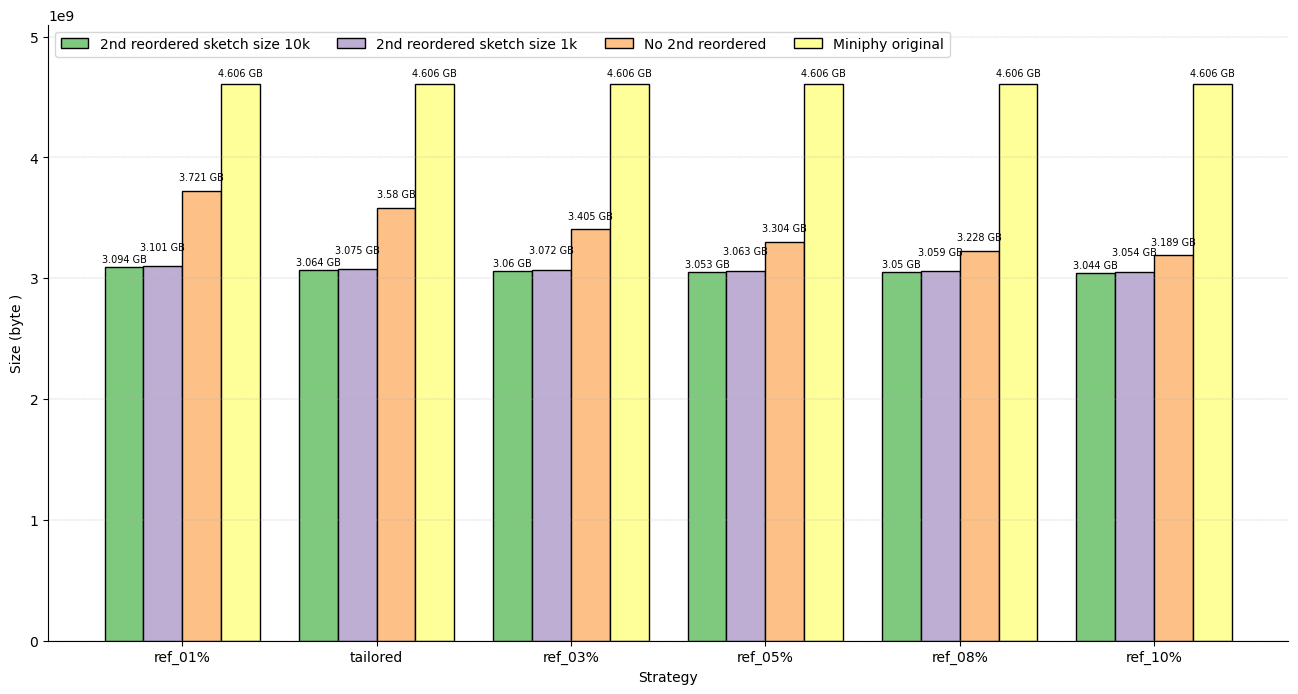 1e9
2nd reordered sketch size 10k 2nd reordered sketch size 1k No 2nd reordered Miniphy original
5
4.606 GB 4.606 GB 4.606 GB 4.606 GB 4.606 GB 4.606 GB
4
3.721 GB 3.58 GB 3.405 GB 3.304 GB 3.228 GB 3.189 GB
3.101 GB 3.075 GB 3.072 GB 3.063 GB 3.059 GB 3.054 GB
3.094 GB 3.064 GB 3.06 GB 3.053 GB 3.05 GB 3.044 GB
3
Size (byte )
2
1
0
ref_01% tailored ref_03% ref_05% ref_08% ref_10%
Strategy